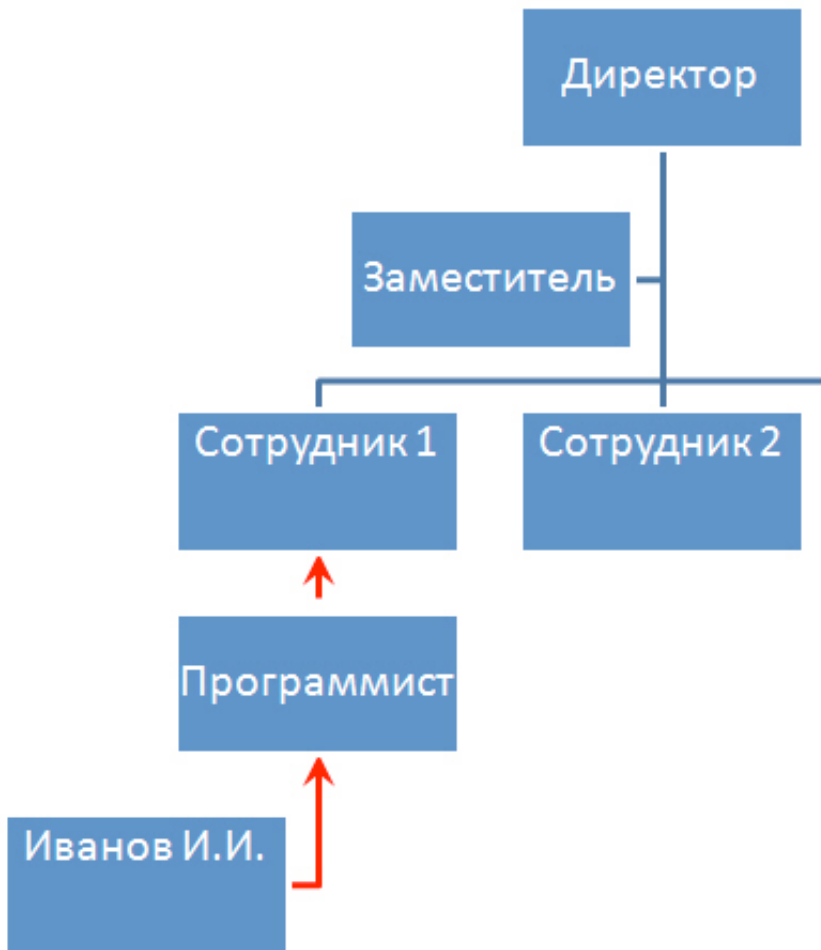 Директор
Заместитель
Сотрудник 1
Сотрудник 2
Программист
Иванов И.И.